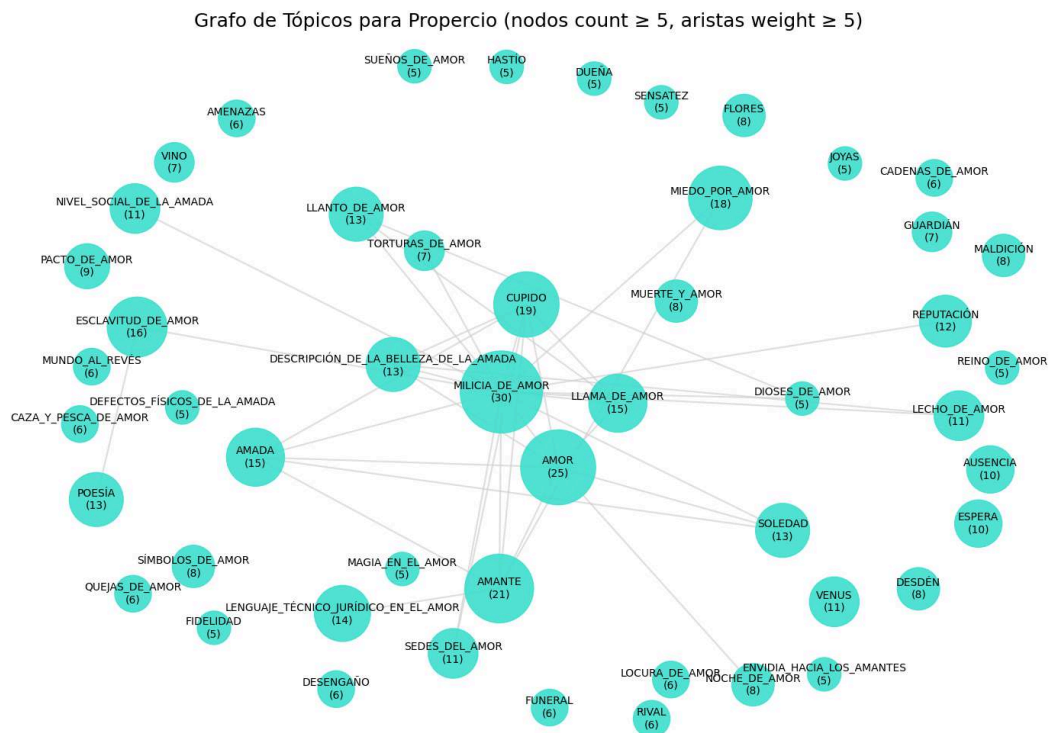 Grafo de Tópicos para Propercio (nodos count ≥ 5, aristas weight ≥ 5)
SUEÑOS_DE_AMOR
(5)
HASTÍO
(5)
DUEÑA
(5)
SENSATEZ
(5)
FLORES
(8)
AMENAZAS
(6)
VINO
(7)
JOYAS
(5)
CADENAS_DE_AMOR
(6)
NIVEL_SOCIAL_DE_LA_AMADA
(11)
LLANTO_DE_AMOR
(13)
MIEDO_POR_AMOR
(18)
GUARDIÁN
(7)
TORTURAS_DE_AMOR
(7)
MALDICIÓN
(8)
PACTO_DE_AMOR
(9)
CUPIDO
(19)
MUERTE_Y_AMOR
(8)
ESCLAVITUD_DE_AMOR
(16)
REPUTACIÓN
(12)
MUNDO_AL_REVÉS
(6)
DESCRIPCIÓN_DE_LA_BELLEZA_DE_LA_AMADA
(13)
REINO_DE_AMOR
(5)
MILICIA_DE_AMOR
(30)
DIOSES_DE_AMOR
(5)
LLAMA_DE_AMOR
(15)
DEFECTOS_FÍSICOS_DE_LA_AMADA
(5)
LECHO_DE_AMOR
(11)
CAZA_Y_PESCA_DE_AMOR
(6)
AMADA
(15)
AMOR
(25)
AUSENCIA
(10)
POESÍA
(13)
SOLEDAD
(13)
ESPERA
(10)
SÍMBOLOS_DE_AMOR
(8)
MAGIA_EN_EL_AMOR
(5)
AMANTE
(21)
QUEJAS_DE_AMOR
(6)
DESDÉN
(8)
VENUS
(11)
LENGUAJE_TÉCNICO_JURÍDICO_EN_EL_AMOR
(14)
FIDELIDAD
(5)
SEDES_DEL_AMOR
(11)
ENVIDIA_HACIA_LOS_AMANTES
(5)
LOCURA_DE_AMOR
(6)
NOCHE_DE_AMOR
(8)
DESENGAÑO
(6)
FUNERAL
(6)
RIVAL
(6)